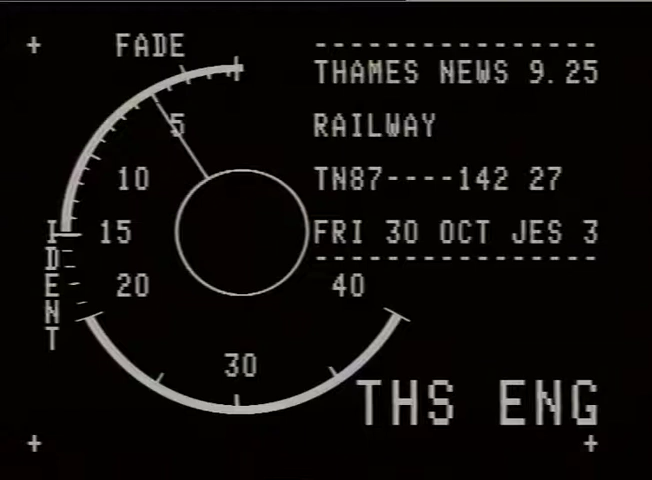 FADE
----------------
THAMES NEWS 9.25
RAILWAY
TN87----142 27
FRI 30 OCT JES 3
----------------
5
10
15
20
30
40
IDENT
THS ENG